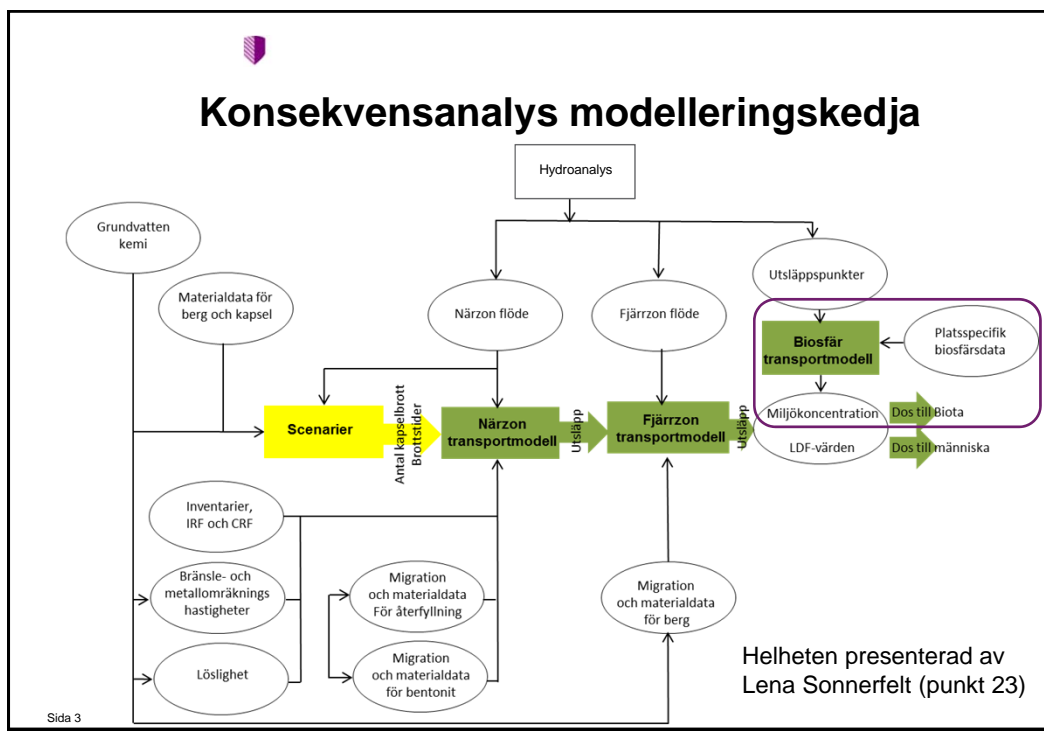 Konsekvensanalys modelleringskedja
Hydroanalys
Grundvatten
kemi
Materialdata för
berg och kapsel
Närzon flöde
Fjärrzon flöde
Utsläppspunkter
Biosfär
transportmodell
Platsspecifik
biosfärsdata
Scenarier
Antal kapselbrott
Brottstider
Närzon
transportmodell
Utsläpp
Fjärrzon
transportmodell
Utsläpp
Miljökoncentration
LDF-värden
Dos till Biota
Dos till människa
Inventarier,
IRF och CRF
Bränsle- och
metallomräknings
hastigheter
Löslighet
Migration
och materialdata
För återfyllning
Migration
och materialdata
för bentonit
Migration
och materialdata
för berg
Helheten presenterad av
Lena Sonnerfelt (punkt 23)
Sida 3